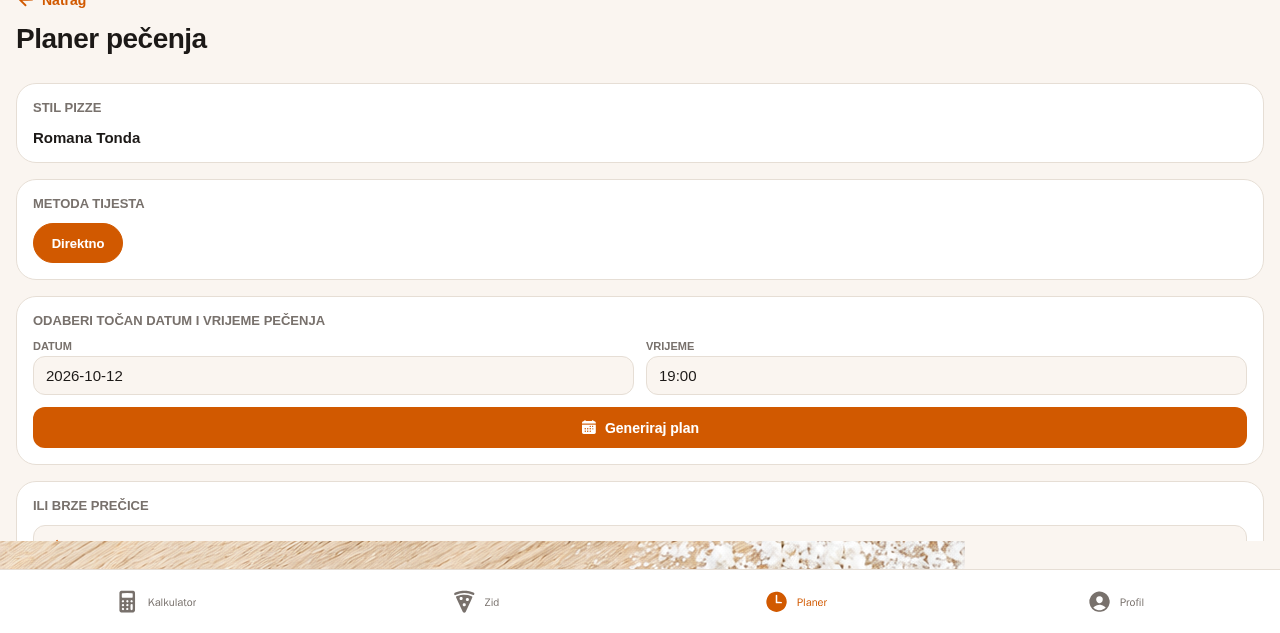 Natrag
Planer pečenja
STIL PIZZE
Romana Tonda
METODA TIJESTA
Direktno
ODABERI TOČAN DATUM I VRIJEME PEČENJA
DATUM
VRIJEME
2026-10-12
19:00
Generiraj plan
ILI BRZE PREČICE
Kalkulator
Zid
Planer
Profil